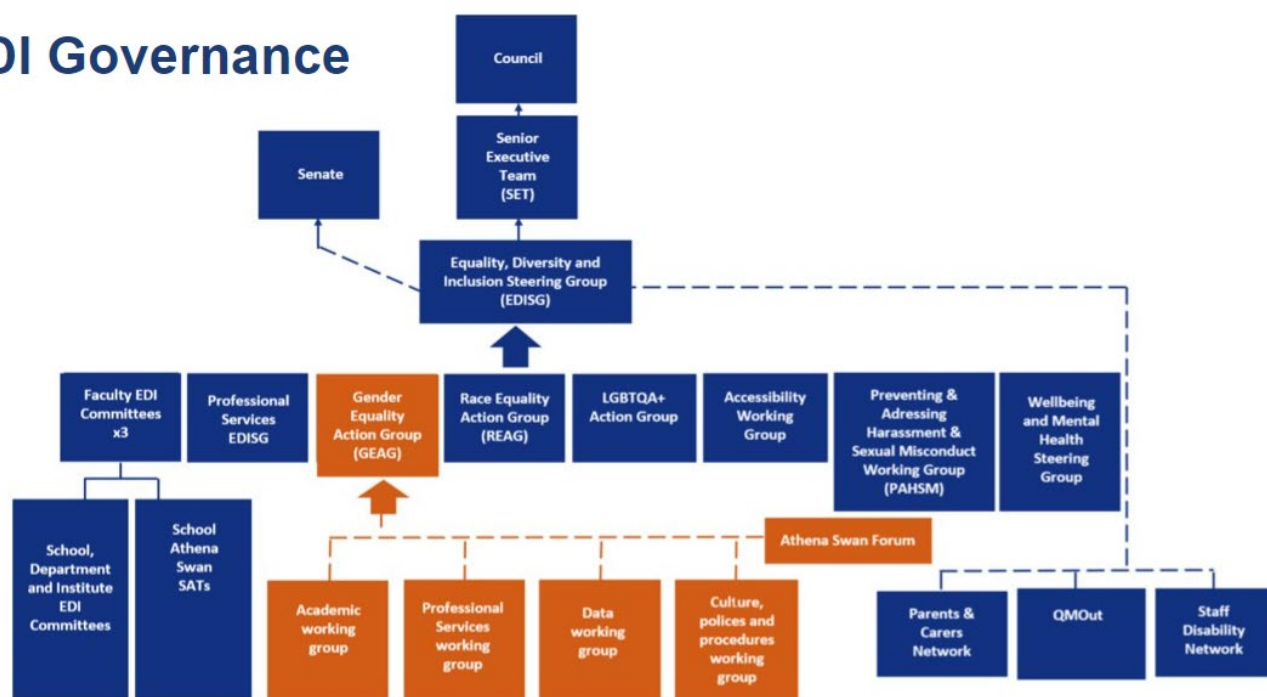 DI Governance
Council
Senior
Executive
Team
(SET)
Senate
Equality, Diversity and
Inclusion Steering Group
(EDISG)
Faculty EDI
Committees
x3
Professional
Services
EDISG
Gender
Equality
Action Group
(GEAG)
Race Equality
Action Group
(REAG)
LGBTQA+
Action Group
Accessibility
Working
Group
Preventing &
Adressing
Harassment &
Sexual Misconduct
Working Group
(PAHSM)
Wellbeing
and Mental
Health
Steering
Group
School,
Department
and Institute
EDI
Committees
School
Athena
Swan
SATs
Athena Swan Forum
Academic
working
group
Professional
Services
working
group
Data
working
group
Culture,
polices and
procedures
working
group
Parents &
Carers
Network
QMOut
Staff
Disability
Network